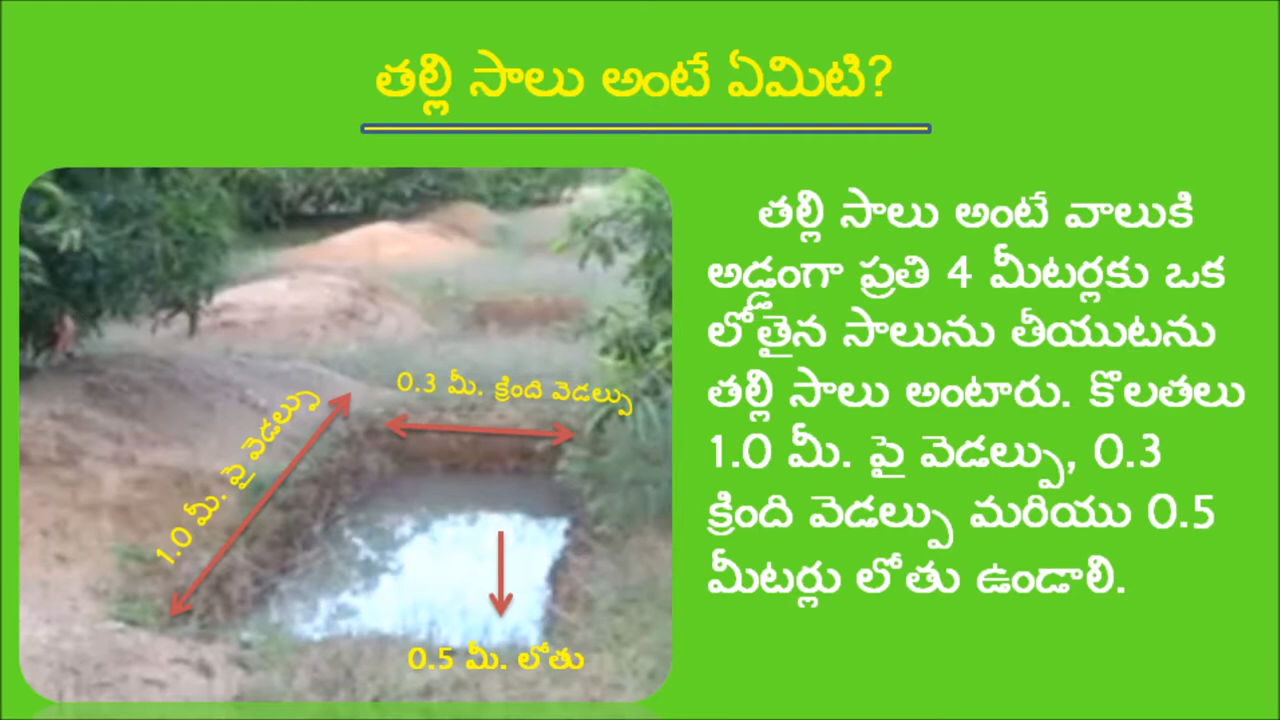 తల్లి సాలు అంటే ఏమిటి?
తల్లి సాలు అంటే వాలుకి
అడ్డంగా ప్రతి 4 మీటర్లకు ఒక
లోతైన సాలును తీయుటను
తల్లి సాలు అంటారు. కొలతలు
1.0 మీ. పై వెడల్పు, 0.3
క్రింది వెడల్పు మరియు 0.5
మీటర్లు లోతు ఉండాలి.
0.3 మీ. క్రింది వెడల్పు
1.0 మీ. పై వెడల్పు
0.5 మీ. లోతు